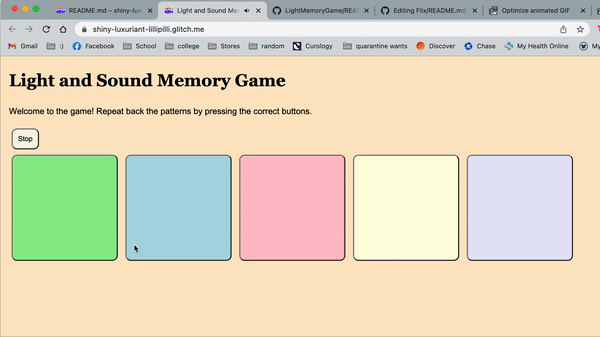 README.md – shiny-lux
Light and Sound Mem
LightMemoryGame/REA
Editing Flix/README.m
Optimize animated GIF
shiny-luxuriant-lillipilli.glitch.me
Gmail :) Facebook School college Stores random Curology quarantine wants Discover Chase My Health Online My
Light and Sound Memory Game
Welcome to the game! Repeat back the patterns by pressing the correct buttons.
Stop